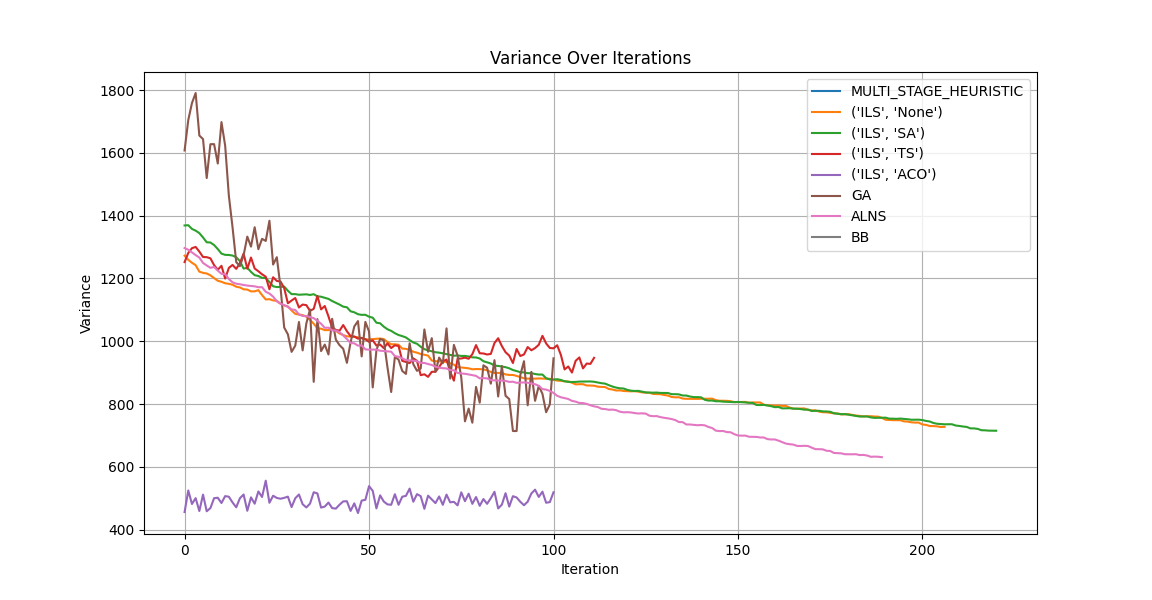 Variance Over Iterations
1800
1600
1400
1200
1000
800
600
400
Variance
0
50
100
150
200
Iteration
MULTI_STAGE_HEURISTIC
('ILS', 'None')
('ILS', 'SA')
('ILS', 'TS')
('ILS', 'ACO')
GA
ALNS
BB